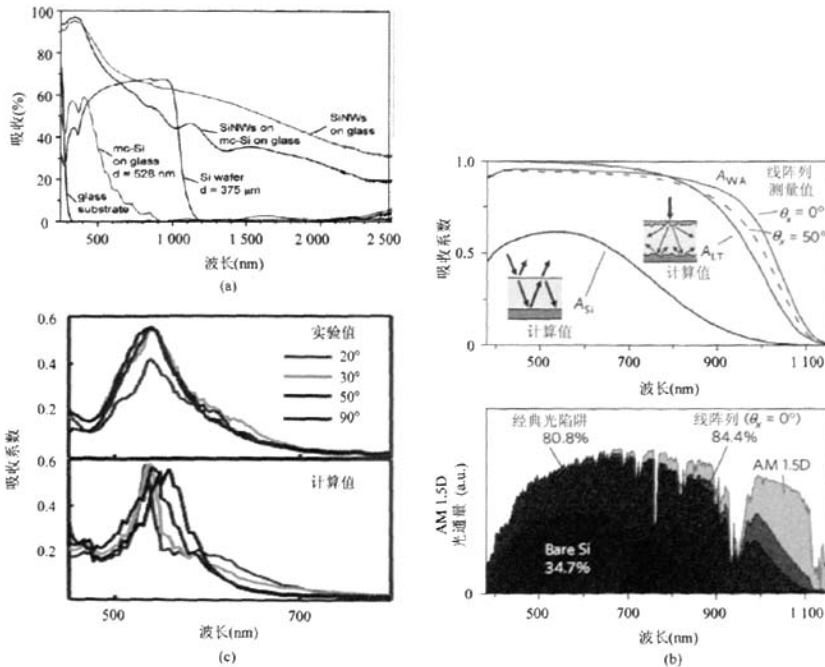 100
80
60
40
20
0
吸收(%)
SiNWs
on glass
SiNWs on
mc-Si on glass
mc-Si
on glass
d = 528 nm
Si wafer
d = 375 μm
glass
substrate
500
1 000
1 500
2 000
2 500
波长(nm)
(a)
0.6
0.4
0.2
实验值
20°
30°
50°
90°
吸收系数
0.6
0.4
0.2
计算值
500
700
波长(nm)
(c)
1.0
0.5
0
吸收系数
A_WA
线阵列
测量值
θx = 0°
θx = 50°
A_LT
计算值
A_Si
计算值
500
700
900
1 100
波长(nm)
经典光陷阱
80.8%
线阵列 (θx = 0°)
84.4%
AM 1.5D
AM 1.5D
光通量 (a.u.)
Bare Si
34.7%
0
500
700
900
1 100
波长(nm)
(b)